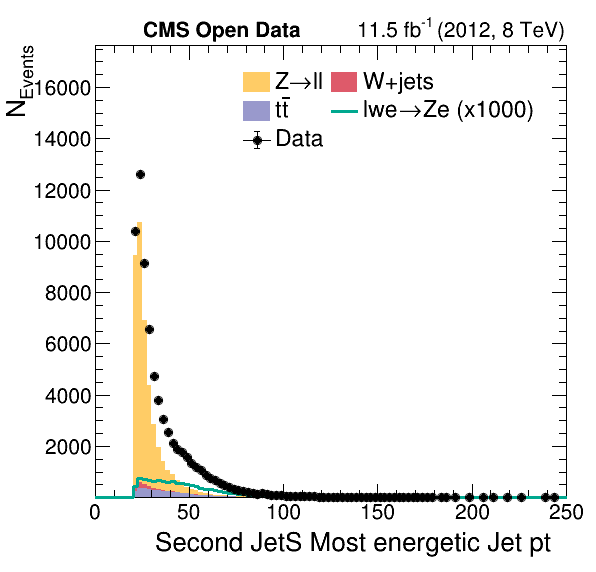 CMS Open Data 11.5 fb⁻¹ (2012, 8 TeV)
N_Events
Z→ll W+jets
tt̄ lwe→Ze (x1000)
Data
16000
14000
12000
10000
8000
6000
4000
2000
0 50 100 150 200 250
Second JetS Most energetic Jet pt